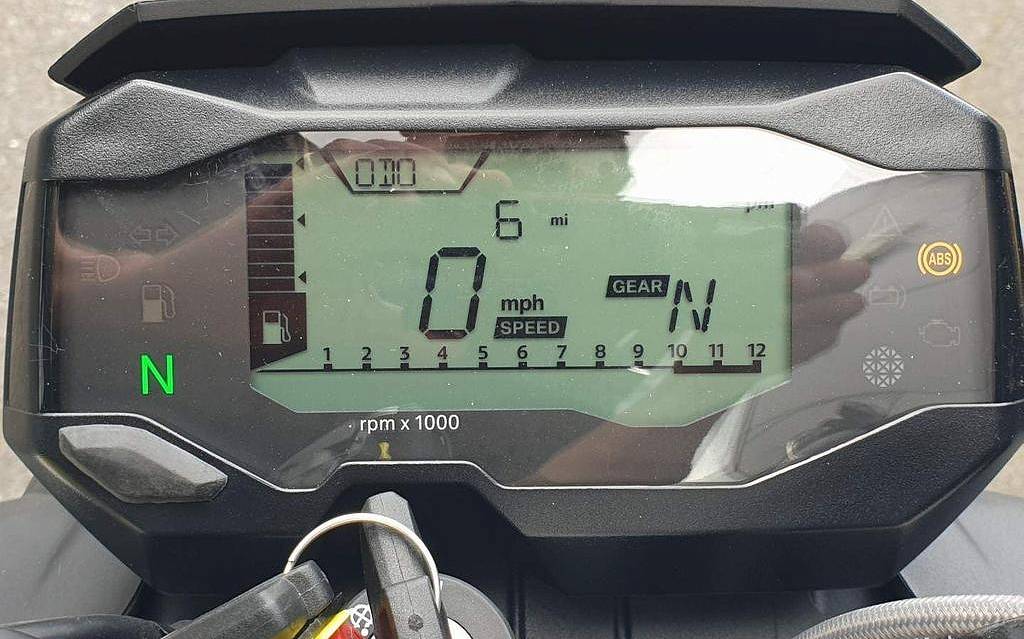 ODO
6 mi
0 mph
SPEED
GEAR N
ABS
N
1 2 3 4 5 6 7 8 9 10 11 12
rpm x 1000